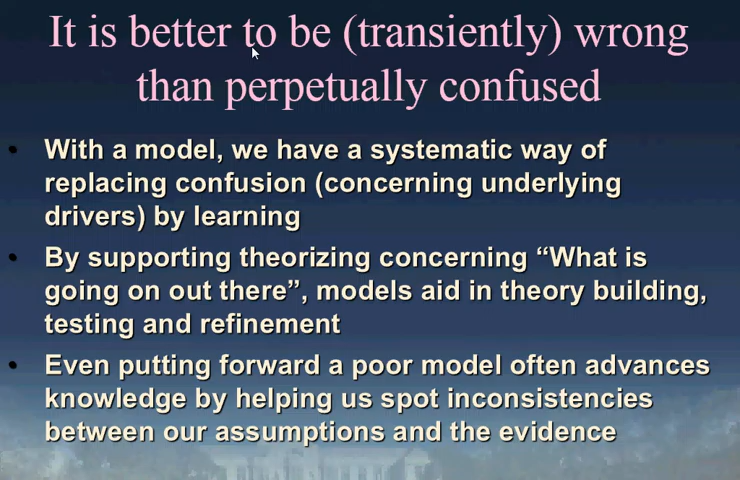 It is better to be (transiently) wrong
than perpetually confused
• With a model, we have a systematic way of
replacing confusion (concerning underlying
drivers) by learning
• By supporting theorizing concerning “What is
going on out there”, models aid in theory building,
testing and refinement
• Even putting forward a poor model often advances
knowledge by helping us spot inconsistencies
between our assumptions and the evidence